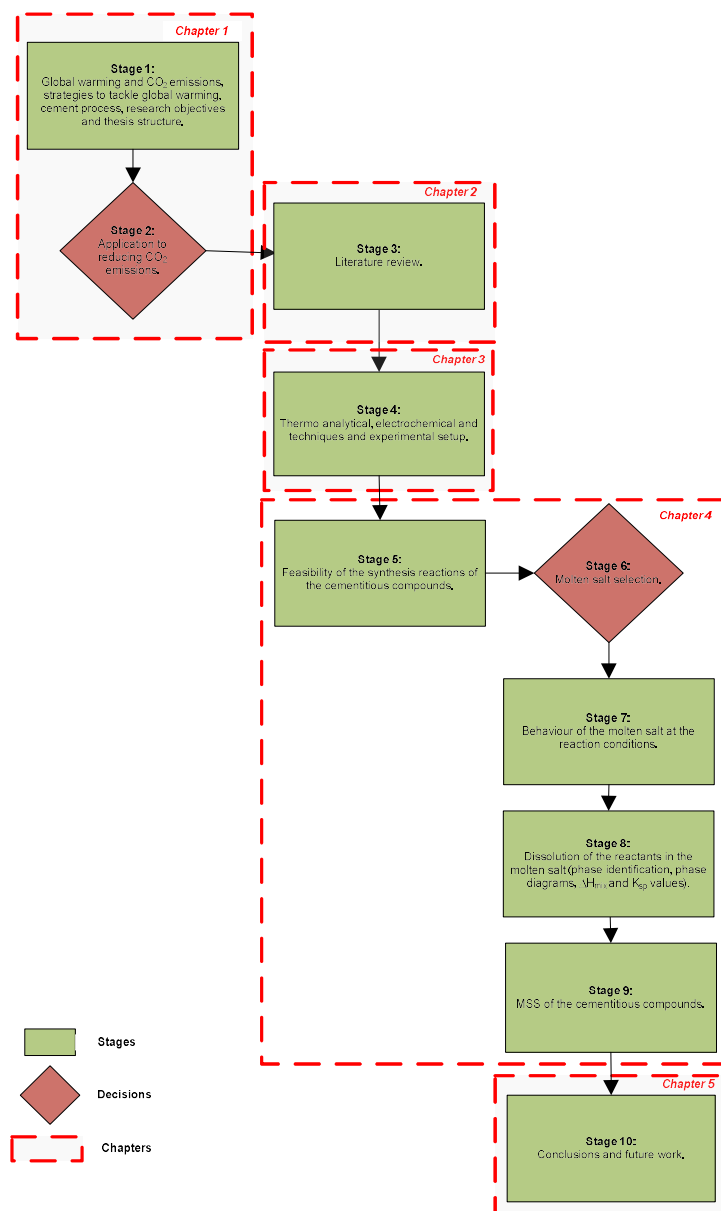 Chapter 1
Stage 1:
Global warming and CO₂ emissions,
strategies to tackle global warming,
cement process, research objectives
and thesis structure.
Stage 2:
Application to
reducing CO₂
emissions.
Chapter 2
Stage 3:
Literature review.
Chapter 3
Stage 4:
Thermo analytical, electrochemical and
techniques and experimental setup.
Chapter 4
Stage 5:
Feasibility of the synthesis reactions of
the cementitious compounds.
Stage 6:
Molten salt selection.
Stage 7:
Behaviour of the molten salt at the
reaction conditions.
Stage 8:
Dissolution of the reactants in the
molten salt (phase identification, phase
diagrams, and Kₛₚ values).
Stage 9:
MSS of the cementitious compounds.
Chapter 5
Stage 10:
Conclusions and future work.
Stages
Decisions
Chapters